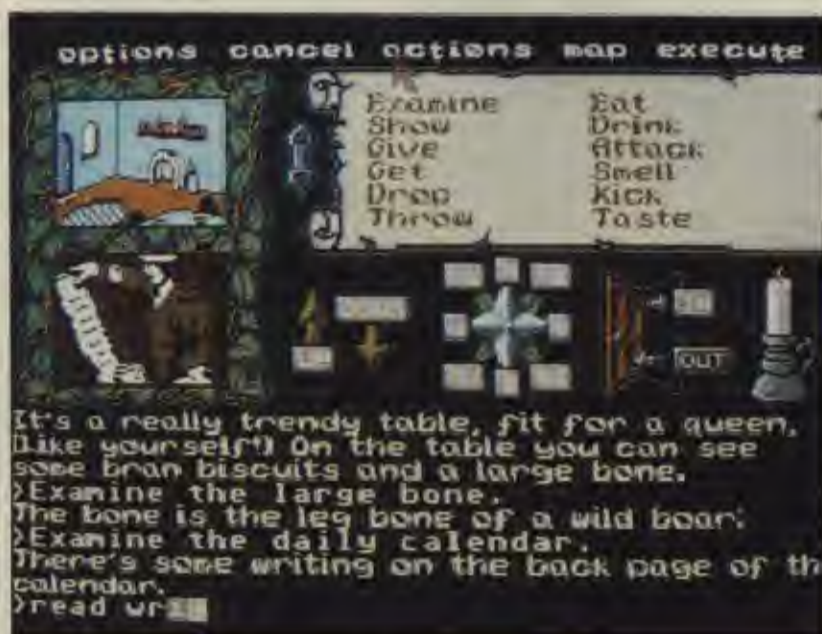 options cancel actions map execute
Examine Eat
Show Drink
Give Attack
Get Smell
Drop Kick
Throw Taste
OUT
It's a really trendy table, fit for a queen,
(like yourself!) On the table you can see
some bran biscuits and a large bone.
>Examine the large bone.
The bone is the leg bone of a wild boar.
>Examine the daily calendar.
There's some writing on the back page of th
calendar.
>read wri